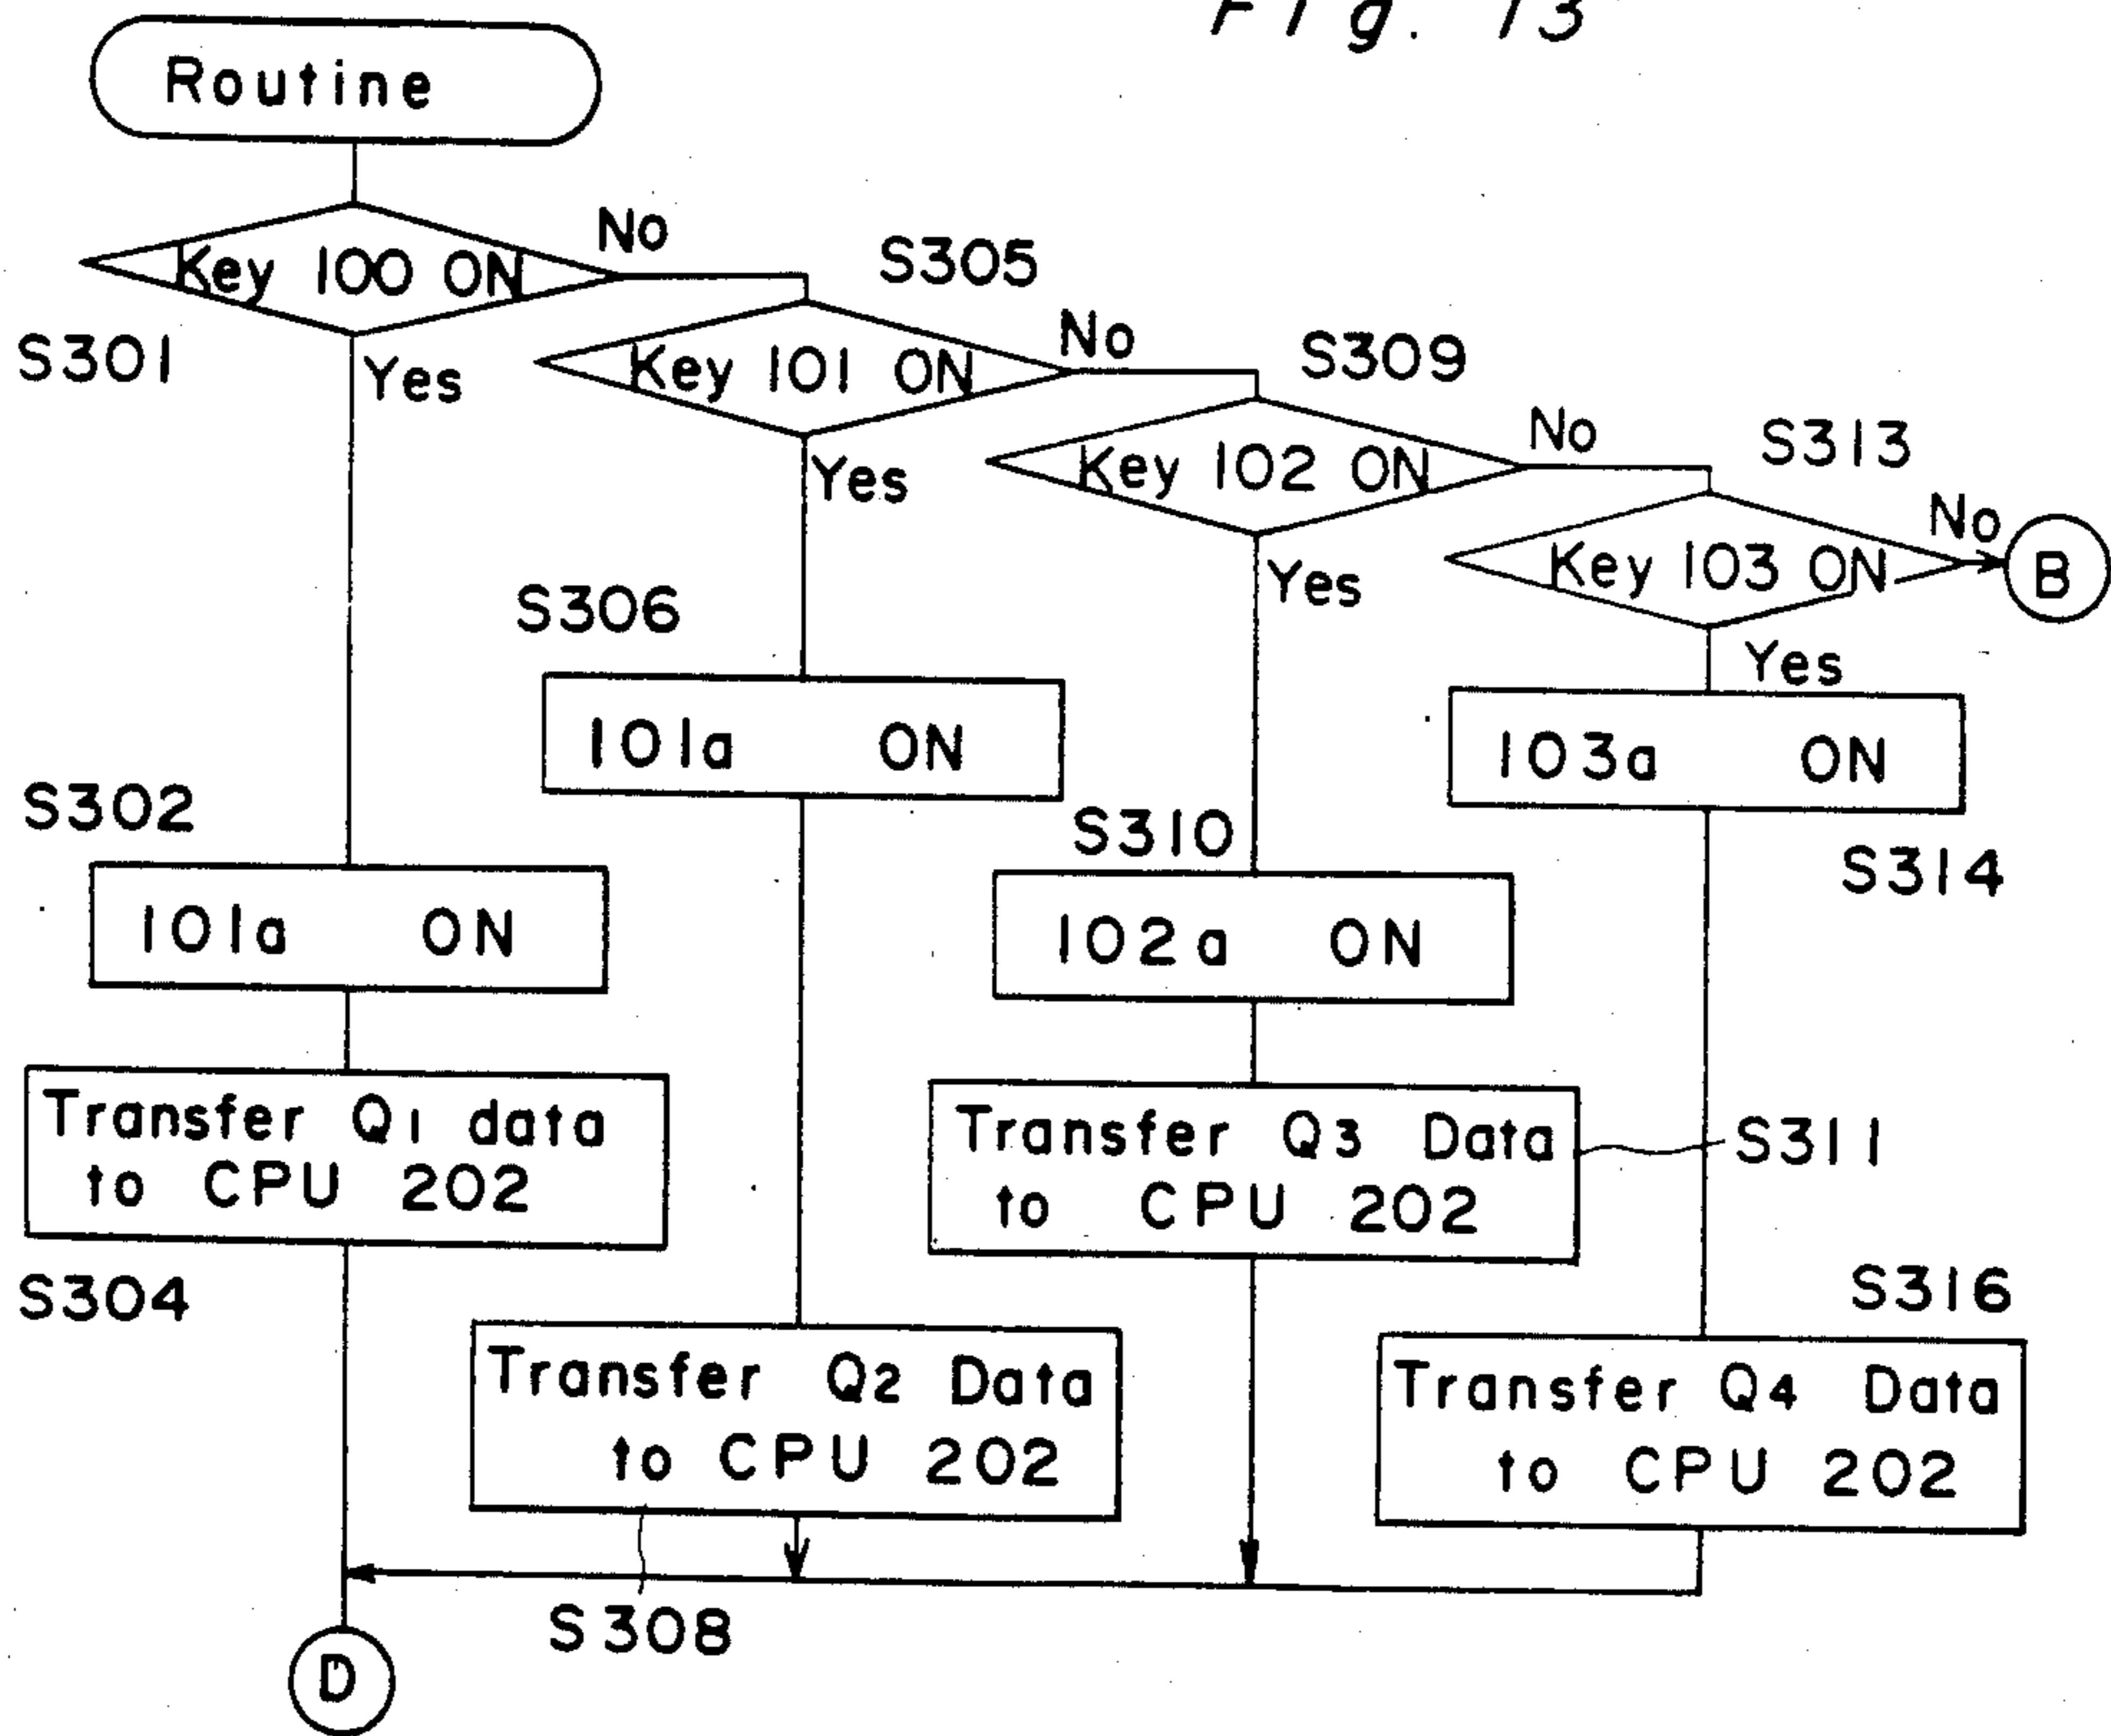 Fig. 13
Routine
Key 100 ON
No
S301
Yes
S305
Key 101 ON
No
Yes
S309
Key 102 ON
No
Yes
S313
Key 103 ON
No
B
Yes
S306
101a ON
103a ON
S314
S302
101a ON
S310
102a ON
Transfer Q1 data
to CPU 202
S304
Transfer Q3 Data
to CPU 202
S311
Transfer Q2 Data
to CPU 202
S308
S316
Transfer Q4 Data
to CPU 202
D